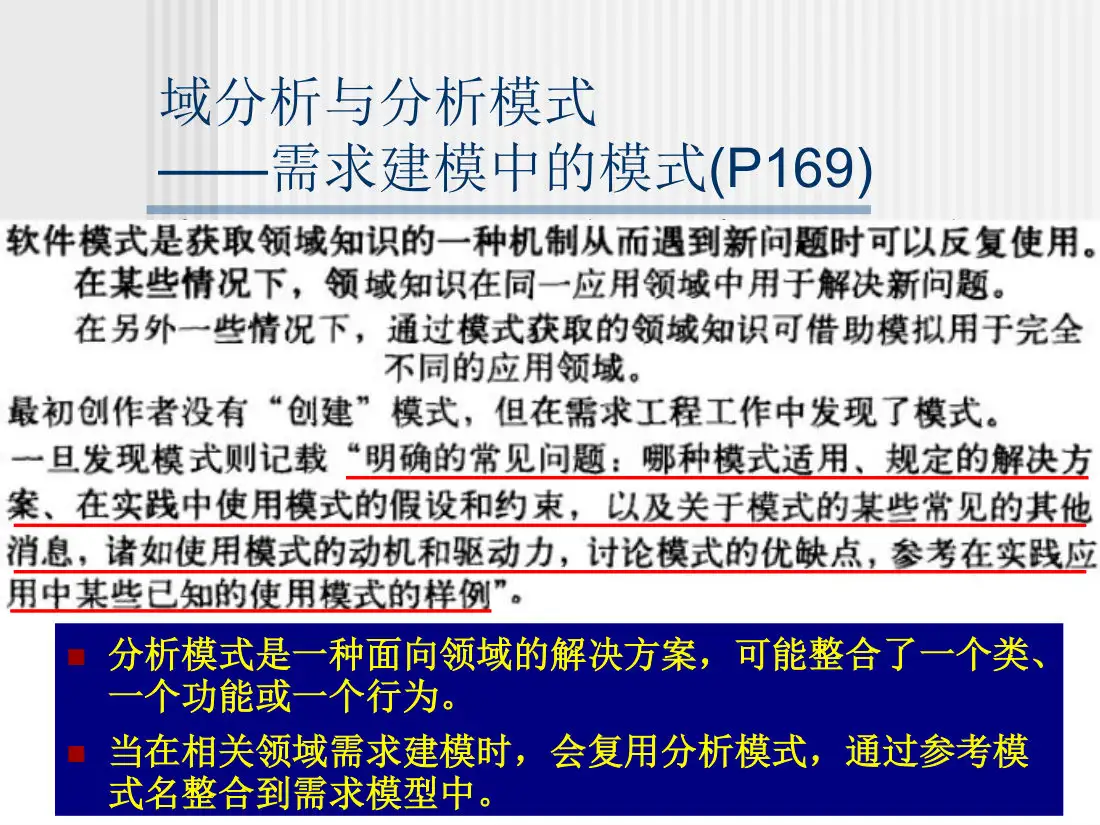 域分析与分析模式
——需求建模中的模式(P169)
软件模式是获取领域知识的一种机制从而遇到新问题时可以反复使用。
在某些情况下，领域知识在同一应用领域中用于解决新问题。
在另外一些情况下，通过模式获取的领域知识可借助模拟用于完全
不同的应用领域。
最初创作者没有“创建”模式，但在需求工程工作中发现了模式。
一旦发现模式则记载“明确的常见问题：哪种模式适用、规定的解决方
案、在实践中使用模式的假设和约束，以及关于模式的某些常见的其他
消息，诸如使用模式的动机和驱动力，讨论模式的优缺点，参考在实践应
用中某些已知的使用模式的样例”。
分析模式是一种面向领域的解决方案，可能整合了一个类、
一个功能或一个行为。
当在相关领域需求建模时，会复用分析模式，通过参考模
式名整合到需求模型中。